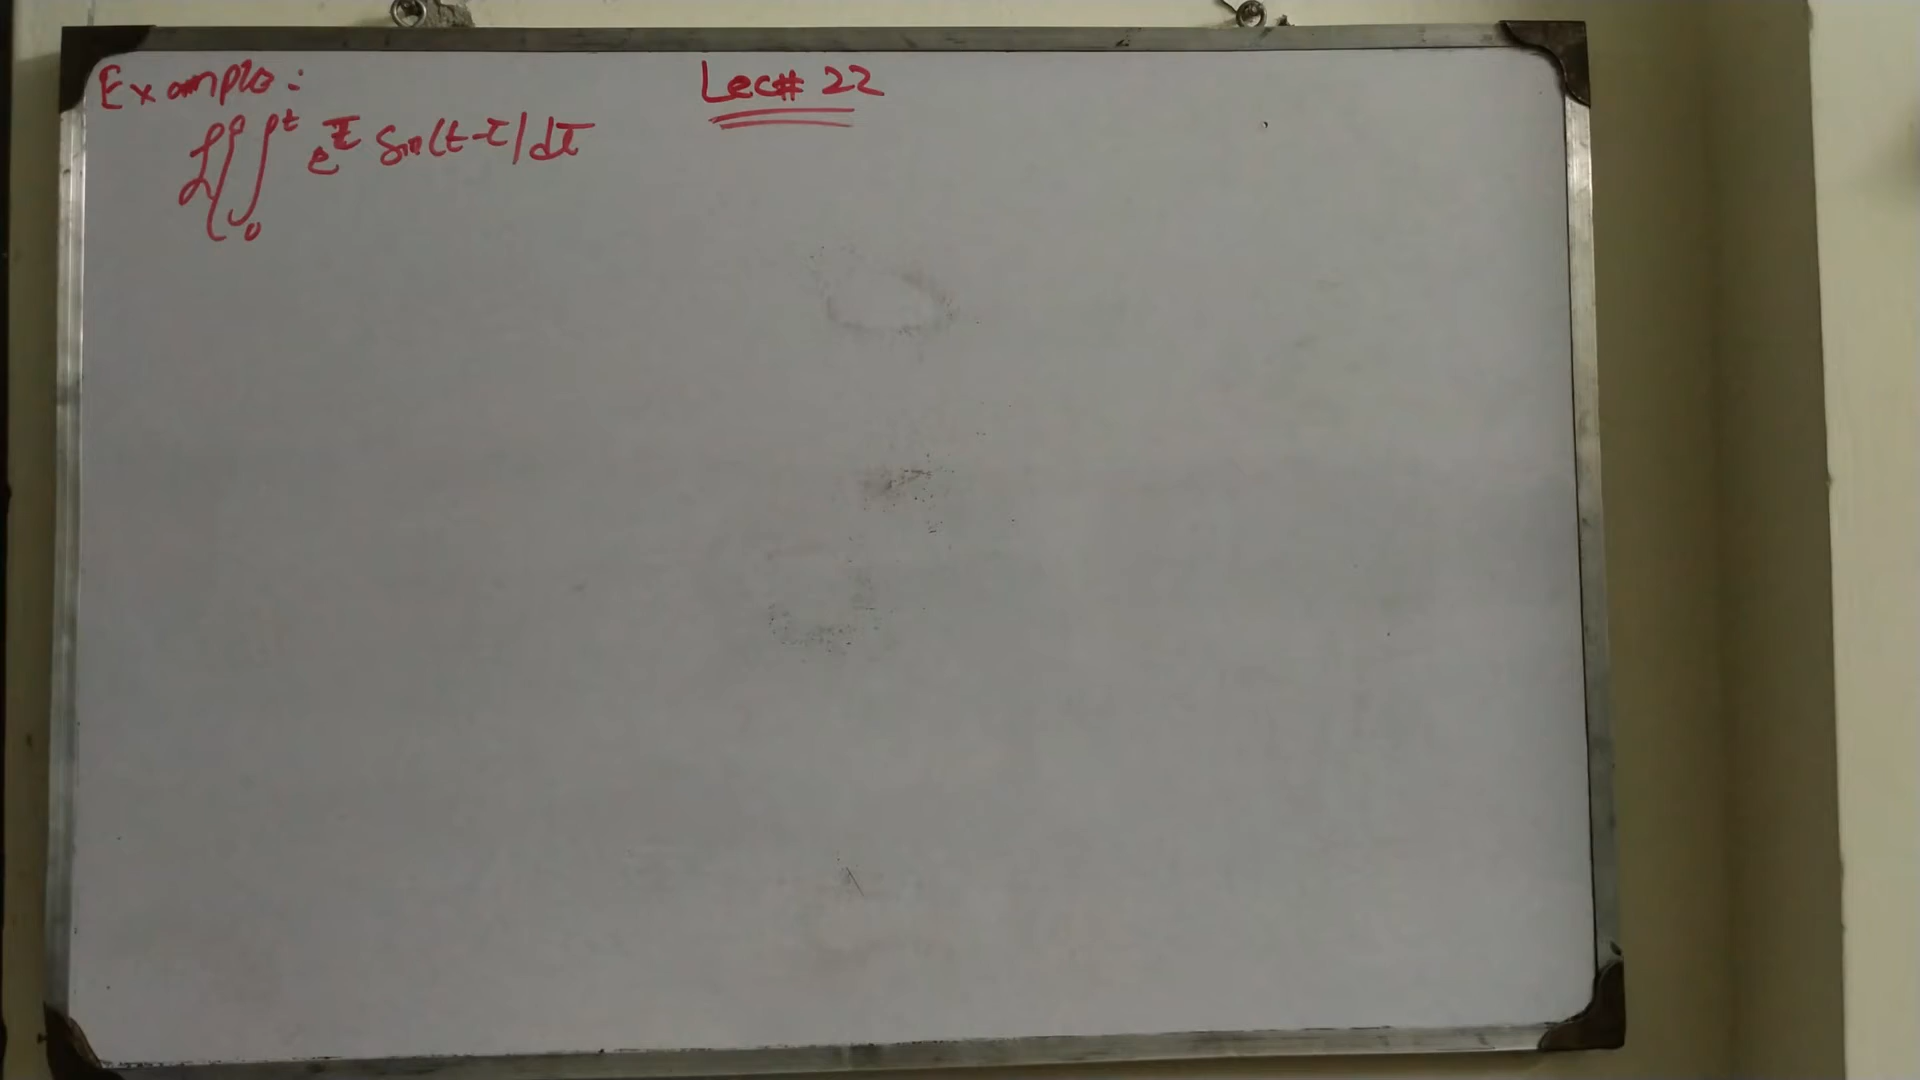 Example:
Lec# 22
ℒ{∫₀ᵗ e^τ Sin(t-τ) dτ